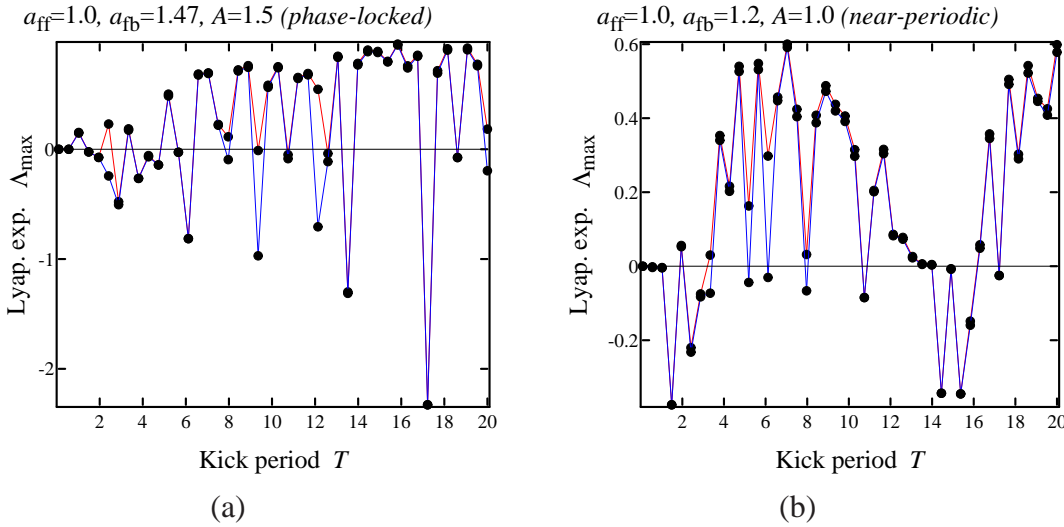 a_ff=1.0, a_fb=1.47, A=1.5 (phase-locked)
Lyap. exp. Λ_max
0
-1
-2
2 4 6 8 10 12 14 16 18 20
Kick period T
(a)
a_ff=1.0, a_fb=1.2, A=1.0 (near-periodic)
Lyap. exp. Λ_max
0.6
0.4
0.2
0
-0.2
2 4 6 8 10 12 14 16 18 20
Kick period T
(b)